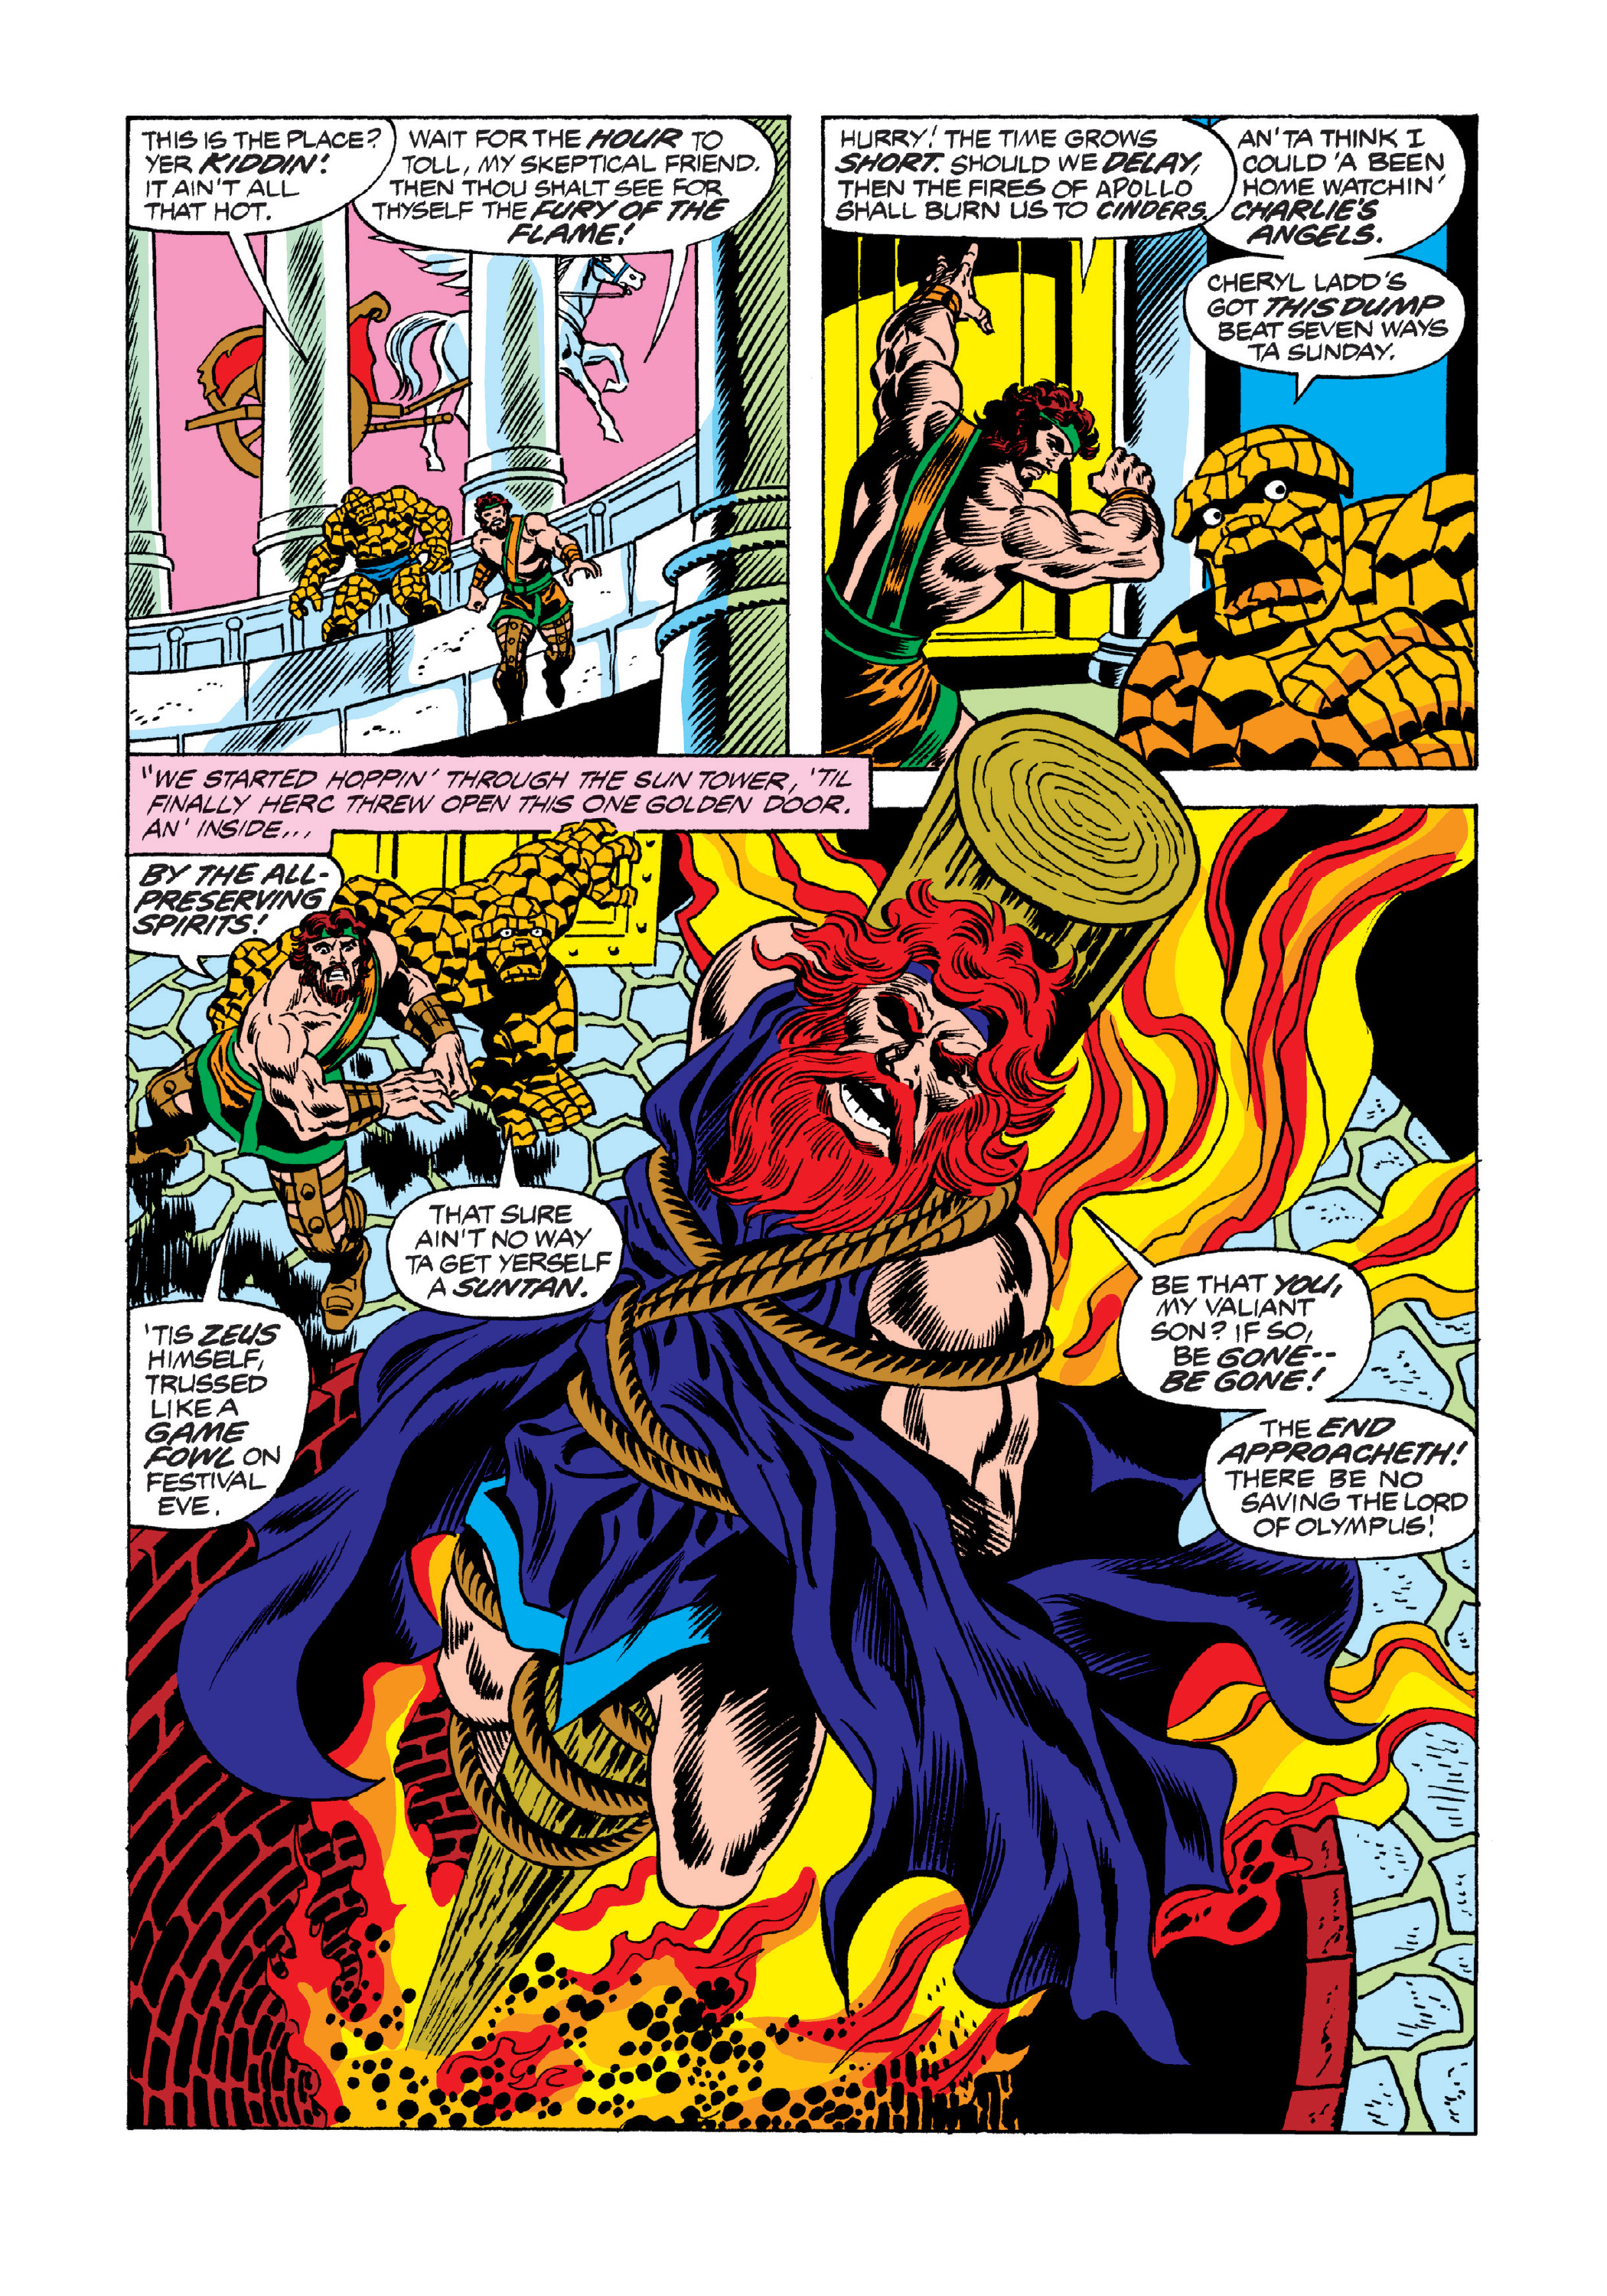 THIS IS THE PLACE?
YER KIDDIN!
IT AIN'T ALL
THAT HOT.
WAIT FOR THE HOUR TO
TOLL, MY SKEPTICAL FRIEND.
THEN THOU SHALT SEE FOR
THYSELF THE FURY OF THE
FLAME!
HURRY! THE TIME GROWS
SHORT. SHOULD WE DELAY,
THEN THE FIRES OF APOLLO
SHALL BURN US TO CINDERS.
AN' TA THINK I
COULD 'A BEEN
HOME WATCHIN'
CHARLIE'S
ANGELS.
CHERYL LADD'S
GOT THIS DUMP
BEAT SEVEN WAYS
TA SUNDAY.
"WE STARTED HOPPIN' THROUGH THE SUN TOWER, 'TIL
FINALLY HERC THREW OPEN THIS ONE GOLDEN DOOR.
AN' INSIDE...
BY THE ALL-
PRESERVING
SPIRITS!
'TIS ZEUS
HIMSELF,
TRUSSED
LIKE A
GAME
FOWL ON
FESTIVAL
EVE.
THAT SURE
AIN'T NO WAY
TA GET YERSELF
A SUNTAN.
BE THAT YOU,
MY VALIANT
SON? IF SO,
BE GONE--
BE GONE!
THE END
APPROACHETH!
THERE BE NO
SAVING THE LORD
OF OLYMPUS!